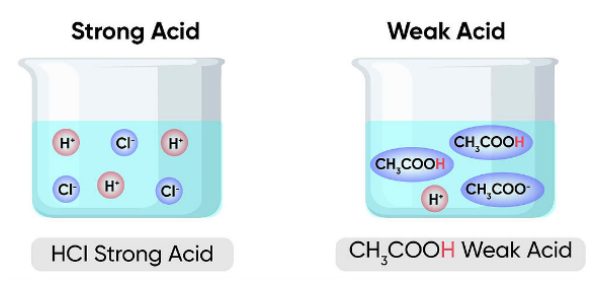 Strong Acid
Weak Acid
H⁺ Cl⁻ H⁺
Cl⁻ H⁺ Cl⁻
CH₃COOH
CH₃COOH
H⁺
CH₃COO⁻
HCl Strong Acid
CH₃COOH Weak Acid